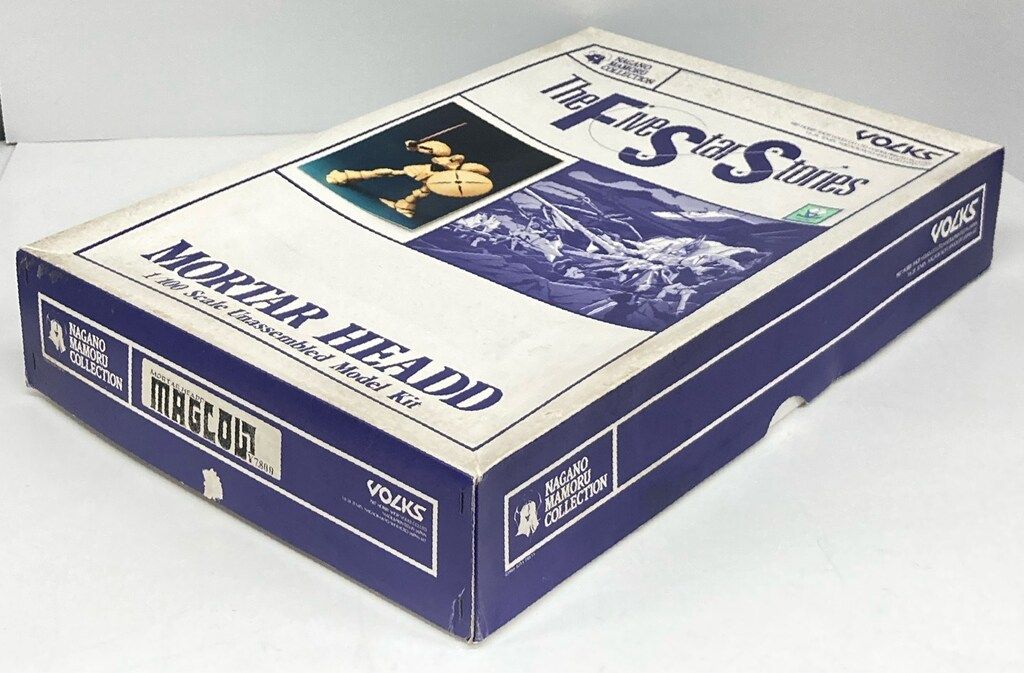 NAGANO
MAMORU
COLLECTION
VOLKS
The Five Star Stories
MORTAR HEADD
1/100 Scale Unassembled Model Kit
NAGANO
MAMORU
COLLECTION
MORTAR HEADD
¥7800
VOLKS
NAGANO
MAMORU
COLLECTION
VOLKS